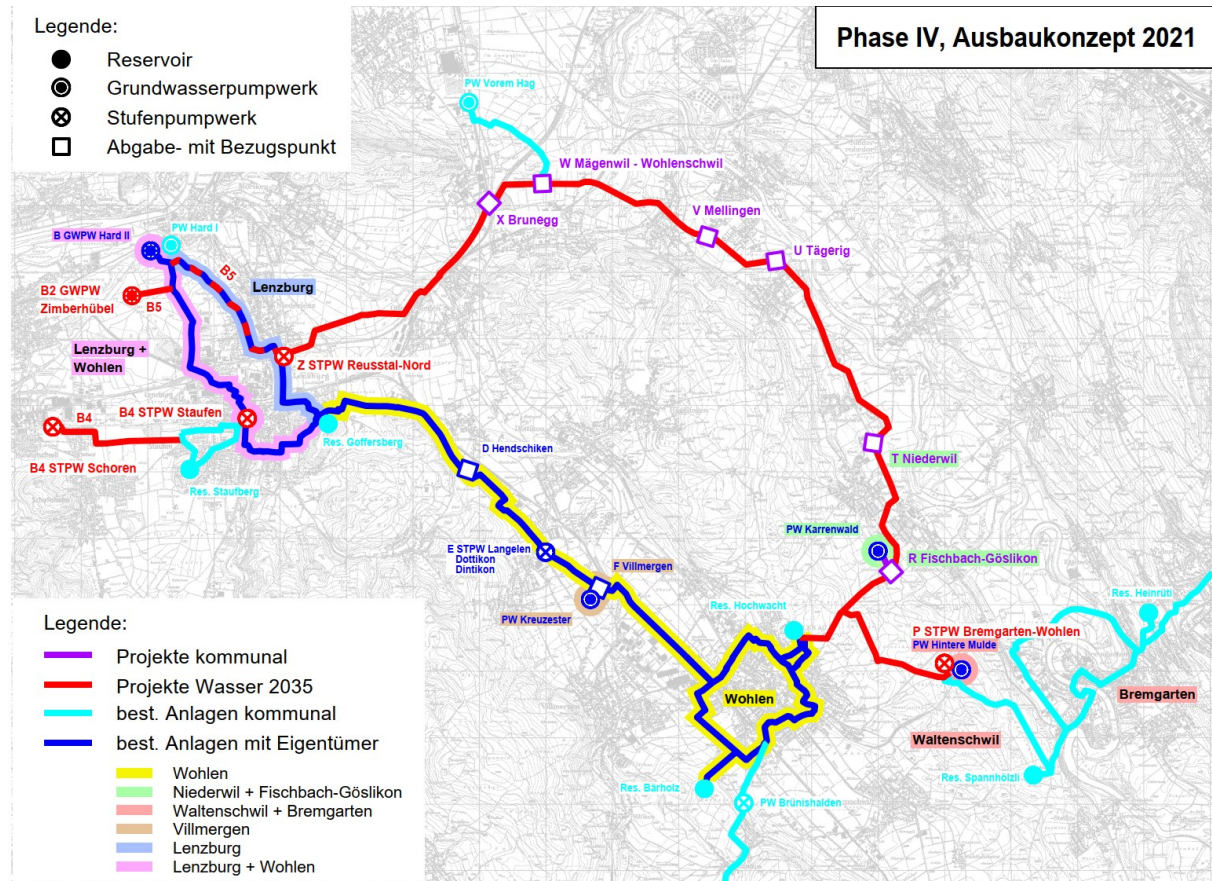 Legende:
Reservoir
Grundwasserpumpwerk
Stufenpumpwerk
Abgabe- mit Bezugspunkt
Phase IV, Ausbaukonzept 2021
PW Vorem Hag
W Mägenwil - Wohlenschwil
X Brunegg
V Mellingen
U Tägerig
B GWPW Hard II
PW Hard I
B5
Lenzburg
B2 GWPW
Zimberhübel
B5
Lenzburg +
Wohlen
Z STPW Reusstal-Nord
B4
B4 STPW Staufen
B4 STPW Schoren
Res. Staufberg
Res. Goffersberg
D Hendschiken
T Niederwil
PW Karrenwald
R Fischbach-Göslikon
E STPW Langelen
Dottikon
Dintikon
F Villmergen
PW Kreuzester
Res. Hochwacht
Res. Heinrüti
P STPW Bremgarten-Wohlen
PW Hintere Mulde
Bremgarten
Wohlen
Waltenschwil
Res. Bärholz
Res. Spannhölzli
PW Brünishalden
Legende:
Projekte kommunal
Projekte Wasser 2035
best. Anlagen kommunal
best. Anlagen mit Eigentümer
Wohlen
Niederwil + Fischbach-Göslikon
Waltenschwil + Bremgarten
Villmergen
Lenzburg
Lenzburg + Wohlen